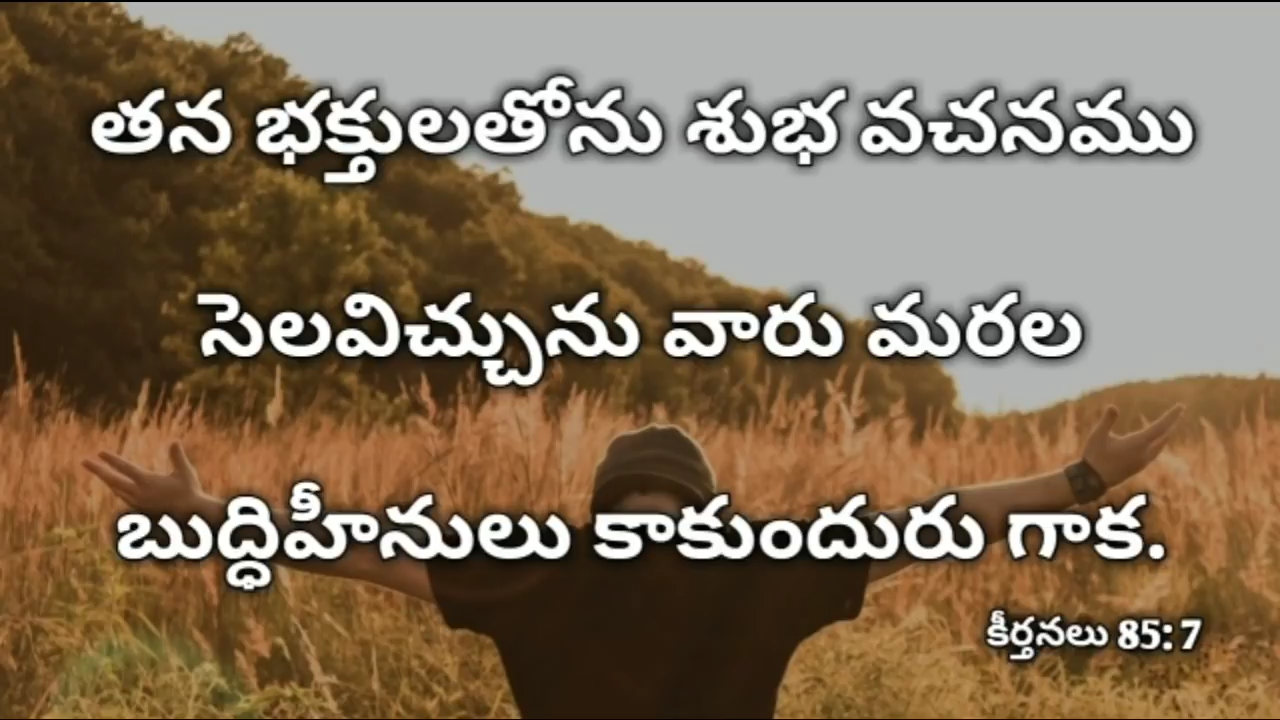 తన భక్తులతోను శుభ వచనము
సెలవిచ్చును వారు మరల
బుద్ధిహీనులు కాకుందురు గాక.
కీర్తనలు 85: 7